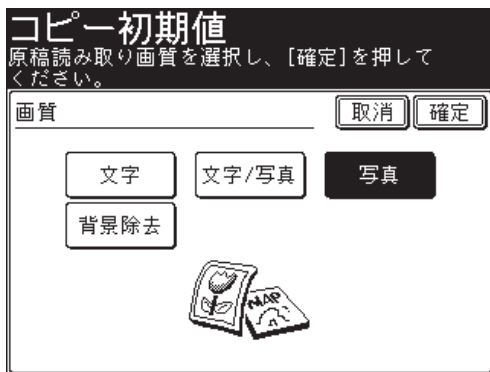 コピー初期値
原稿読み取り画質を選択し、[確定]を押して
ください。
画質
取消 確定
文字 文字/写真 写真
背景除去
MAP